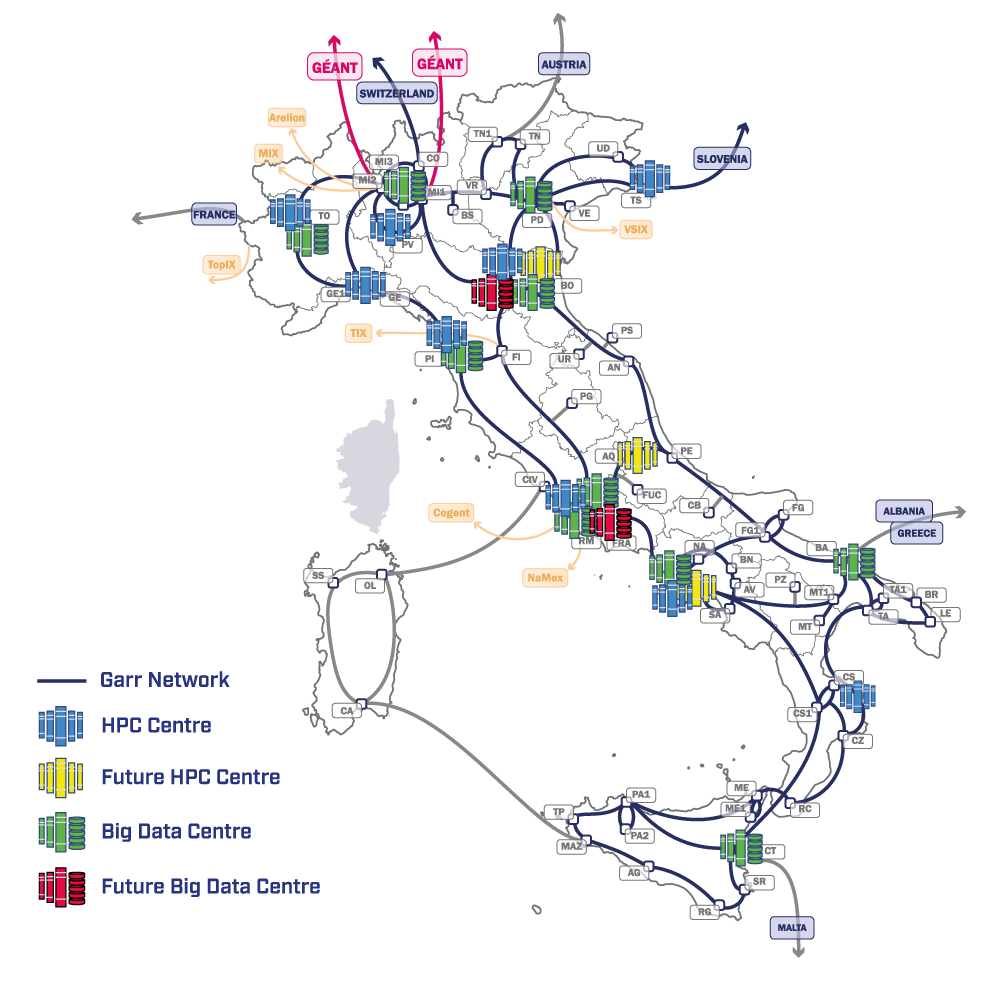 GÉANT
GÉANT
AUSTRIA
SWITZERLAND
Arelion
MIX
TN1
TN
UD
SLOVENIA
MI3
CO
MI2
MI1
VR
BS
PD
VE
TS
VSIX
FRANCE
TO
PV
TopIX
GE1
GE
BO
TIX
PI
FI
PS
UR
AN
PG
AQ
PE
CIV
FUC
CB
FG
Cogent
RM
FRA
FG1
ALBANIA
GREECE
NaMex
NA
BN
BA
SS
OL
AV
PZ
MT1
TA1
BR
SA
MT
TA
LE
Garr Network
CS
CA
CS1
HPC Centre
CZ
Future HPC Centre
ME
PA1
ME1
RC
TP
Big Data Centre
PA2
MAZ
CT
AG
SR
Future Big Data Centre
RG
MALTA